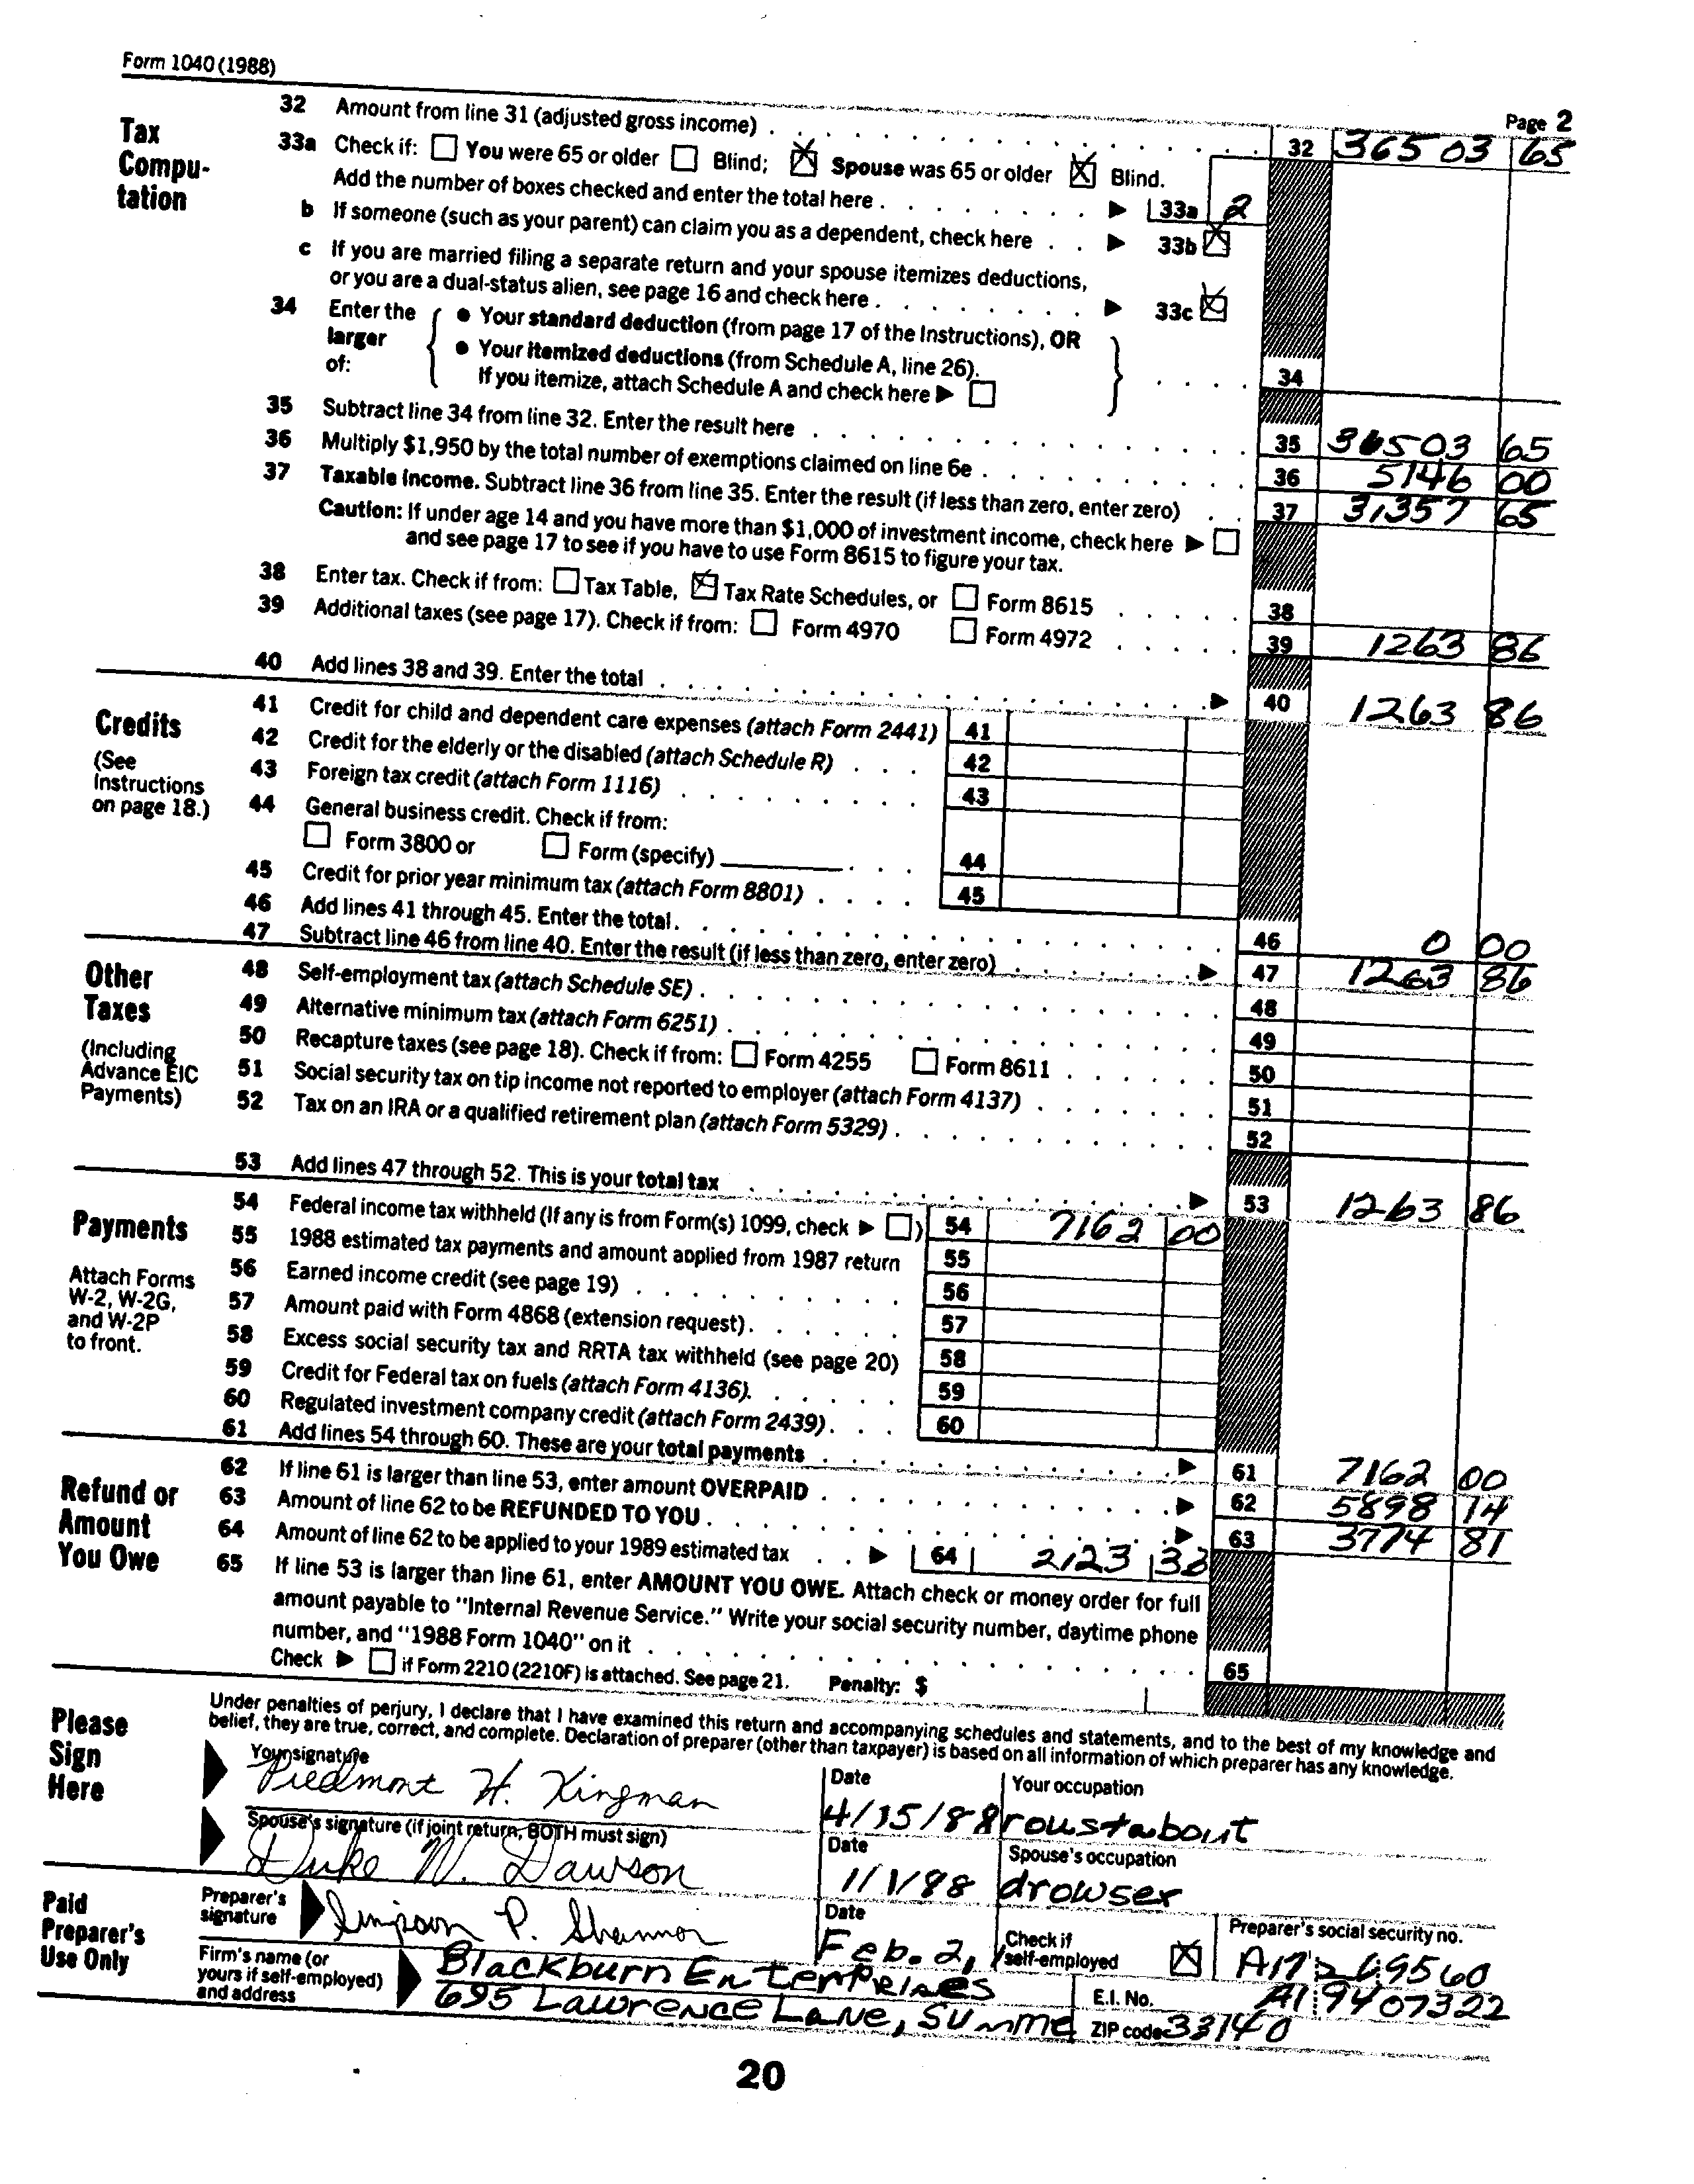 Form 1040 (1988)
Page 2
Tax Compu- tation
32 Amount from line 31 (adjusted gross income) 32 36503 65
33a Check if: You were 65 or older Blind; Spouse was 65 or older Blind.
Add the number of boxes checked and enter the total here 33a 2
b If someone (such as your parent) can claim you as a dependent, check here 33b
c If you are married filing a separate return and your spouse itemizes deductions,
or you are a dual-status alien, see page 16 and check here 33c
34 Enter the larger of:
• Your standard deduction (from page 17 of the Instructions), OR
• Your itemized deductions (from Schedule A, line 26).
If you itemize, attach Schedule A and check here
34
35 Subtract line 34 from line 32. Enter the result here 35 36503 65
36 Multiply $1,950 by the total number of exemptions claimed on line 6e 36 5146 00
37 Taxable income. Subtract line 36 from line 35. Enter the result (if less than zero, enter zero) 37 31357 65
Caution: If under age 14 and you have more than $1,000 of investment income, check here
and see page 17 to see if you have to use Form 8615 to figure your tax.
38 Enter tax. Check if from: Tax Table, Tax Rate Schedules, or Form 8615 38
39 Additional taxes (see page 17). Check if from: Form 4970 Form 4972 39 1263 86
40 Add lines 38 and 39. Enter the total 40 1263 86
Credits
(See Instructions on page 18.)
41 Credit for child and dependent care expenses (attach Form 2441) 41
42 Credit for the elderly or the disabled (attach Schedule R) 42
43 Foreign tax credit (attach Form 1116) 43
44 General business credit. Check if from:
Form 3800 or Form (specify) 44
45 Credit for prior year minimum tax (attach Form 8801) 45
46 Add lines 41 through 45. Enter the total 46 0 00
47 Subtract line 46 from line 40. Enter the result (if less than zero, enter zero) 47 1263 86
Other Taxes
(Including Advance EIC Payments)
48 Self-employment tax (attach Schedule SE) 48
49 Alternative minimum tax (attach Form 6251) 49
50 Recapture taxes (see page 18). Check if from: Form 4255 Form 8611 50
51 Social security tax on tip income not reported to employer (attach Form 4137) 51
52 Tax on an IRA or a qualified retirement plan (attach Form 5329) 52
53 Add lines 47 through 52. This is your total tax 53 1263 86
Payments
Attach Forms W-2, W-2G, and W-2P to front.
54 Federal income tax withheld (If any is from Form(s) 1099, check ) 54 7162 00
55 1988 estimated tax payments and amount applied from 1987 return 55
56 Earned income credit (see page 19) 56
57 Amount paid with Form 4868 (extension request) 57
58 Excess social security tax and RRTA tax withheld (see page 20) 58
59 Credit for Federal tax on fuels (attach Form 4136) 59
60 Regulated investment company credit (attach Form 2439) 60
61 Add lines 54 through 60. These are your total payments 61 7162 00
Refund or Amount You Owe
62 If line 61 is larger than line 53, enter amount OVERPAID 62 5898 14
63 Amount of line 62 to be REFUNDED TO YOU 63 3774 81
64 Amount of line 62 to be applied to your 1989 estimated tax 64 2123 33
65 If line 53 is larger than line 61, enter AMOUNT YOU OWE. Attach check or money order for full
amount payable to "Internal Revenue Service." Write your social security number, daytime phone
number, and "1988 Form 1040" on it 65
Check if Form 2210 (2210F) is attached. See page 21. Penalty: $
Please Sign Here
Under penalties of perjury, I declare that I have examined this return and accompanying schedules and statements, and to the best of my knowledge and
belief, they are true, correct, and complete. Declaration of preparer (other than taxpayer) is based on all information of which preparer has any knowledge.
Your signature Date Your occupation
Piedmont H. Kingman 4/15/88 roustabout
Spouse's signature (if joint return, BOTH must sign) Date Spouse's occupation
Duke W. Dawson 1/1/88 drowser
Paid Preparer's Use Only
Preparer's signature Simpson P. Shannon Date Feb. 2, Check if self-employed Preparer's social security no.
Firm's name (or yours if self-employed) and address Blackburn Enterprises E.I. No. A1 9407322
695 Lawrence Lane, Summe ZIP code 33140
20